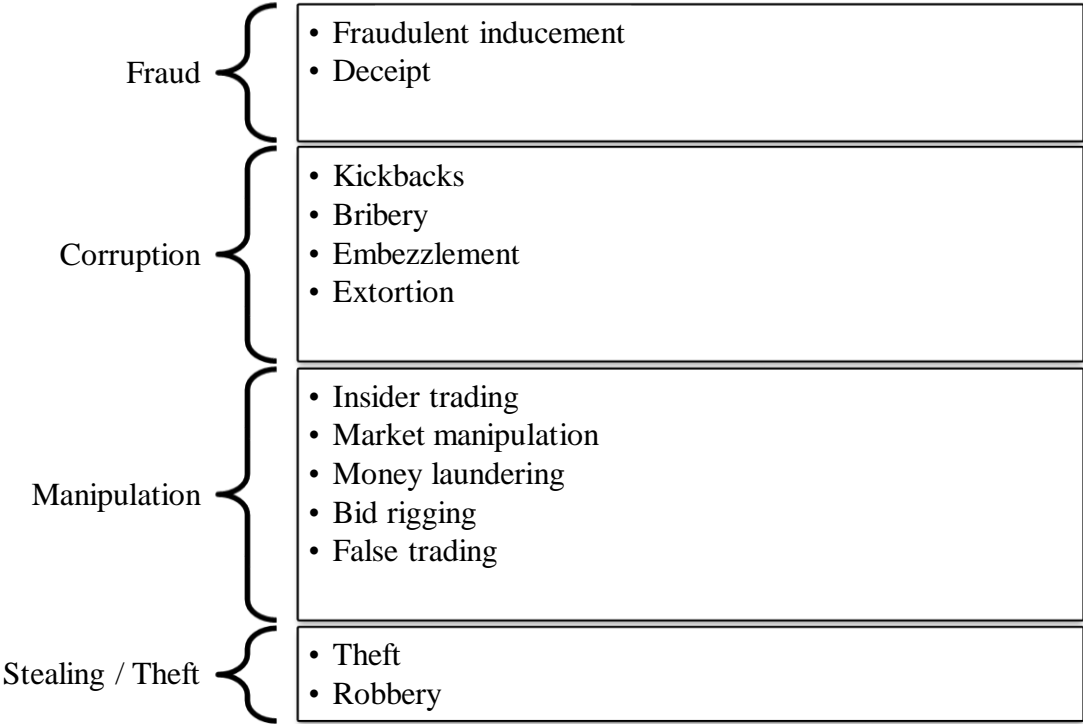 Fraud
• Fraudulent inducement
• Deceipt
Corruption
• Kickbacks
• Bribery
• Embezzlement
• Extortion
Manipulation
• Insider trading
• Market manipulation
• Money laundering
• Bid rigging
• False trading
Stealing / Theft
• Theft
• Robbery